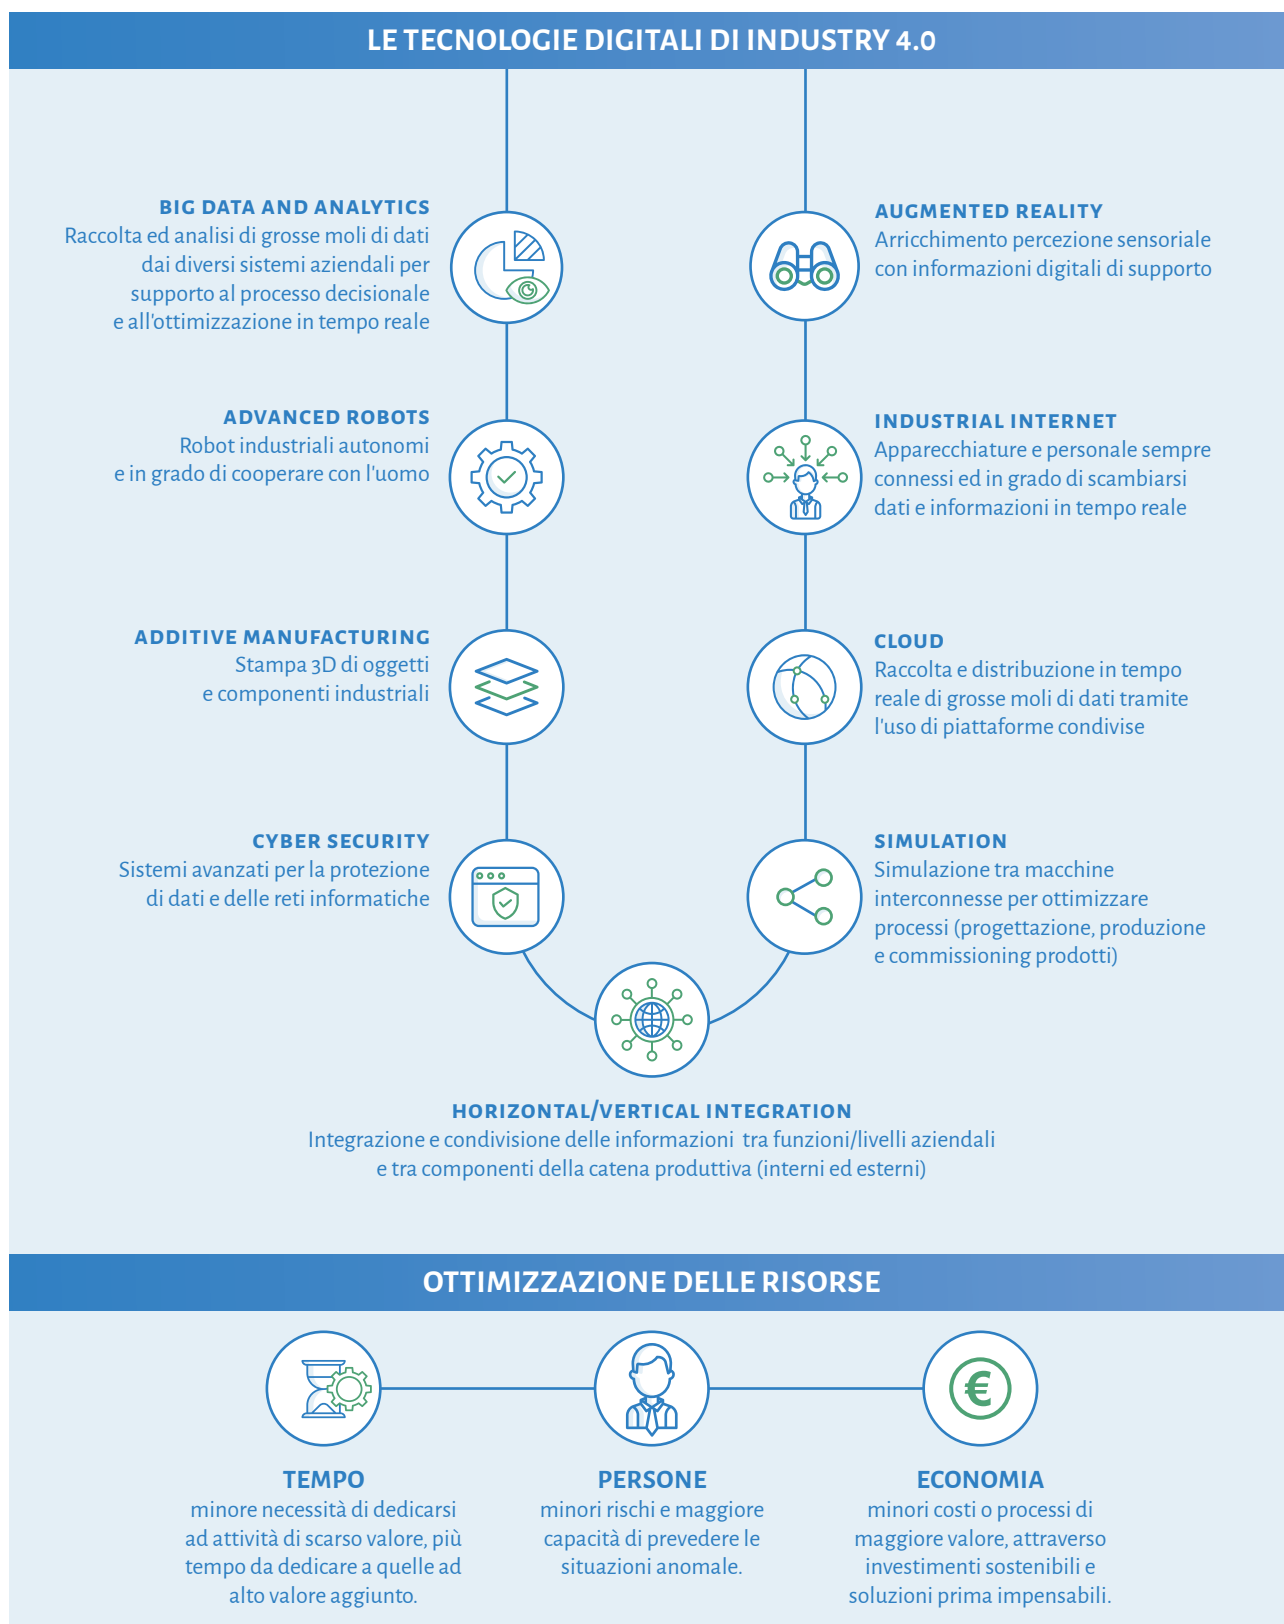 LE TECNOLOGIE DIGITALI DI INDUSTRY 4.0
BIG DATA AND ANALYTICS
Raccolta ed analisi di grosse moli di dati
dai diversi sistemi aziendali per
supporto al processo decisionale
e all'ottimizzazione in tempo reale
AUGMENTED REALITY
Arricchimento percezione sensoriale
con informazioni digitali di supporto
ADVANCED ROBOTS
Robot industriali autonomi
e in grado di cooperare con l'uomo
INDUSTRIAL INTERNET
Apparecchiature e personale sempre
connessi ed in grado di scambiarsi
dati e informazioni in tempo reale
ADDITIVE MANUFACTURING
Stampa 3D di oggetti
e componenti industriali
CLOUD
Raccolta e distribuzione in tempo
reale di grosse moli di dati tramite
l'uso di piattaforme condivise
CYBER SECURITY
Sistemi avanzati per la protezione
di dati e delle reti informatiche
SIMULATION
Simulazione tra macchine
interconnesse per ottimizzare
processi (progettazione, produzione
e commissioning prodotti)
HORIZONTAL/VERTICAL INTEGRATION
Integrazione e condivisione delle informazioni tra funzioni/livelli aziendali
e tra componenti della catena produttiva (interni ed esterni)
OTTIMIZZAZIONE DELLE RISORSE
€
TEMPO
minore necessità di dedicarsi
ad attività di scarso valore, più
tempo da dedicare a quelle ad
alto valore aggiunto.
PERSONE
minori rischi e maggiore
capacità di prevedere le
situazioni anomale.
ECONOMIA
minori costi o processi di
maggiore valore, attraverso
investimenti sostenibili e
soluzioni prima impensabili.